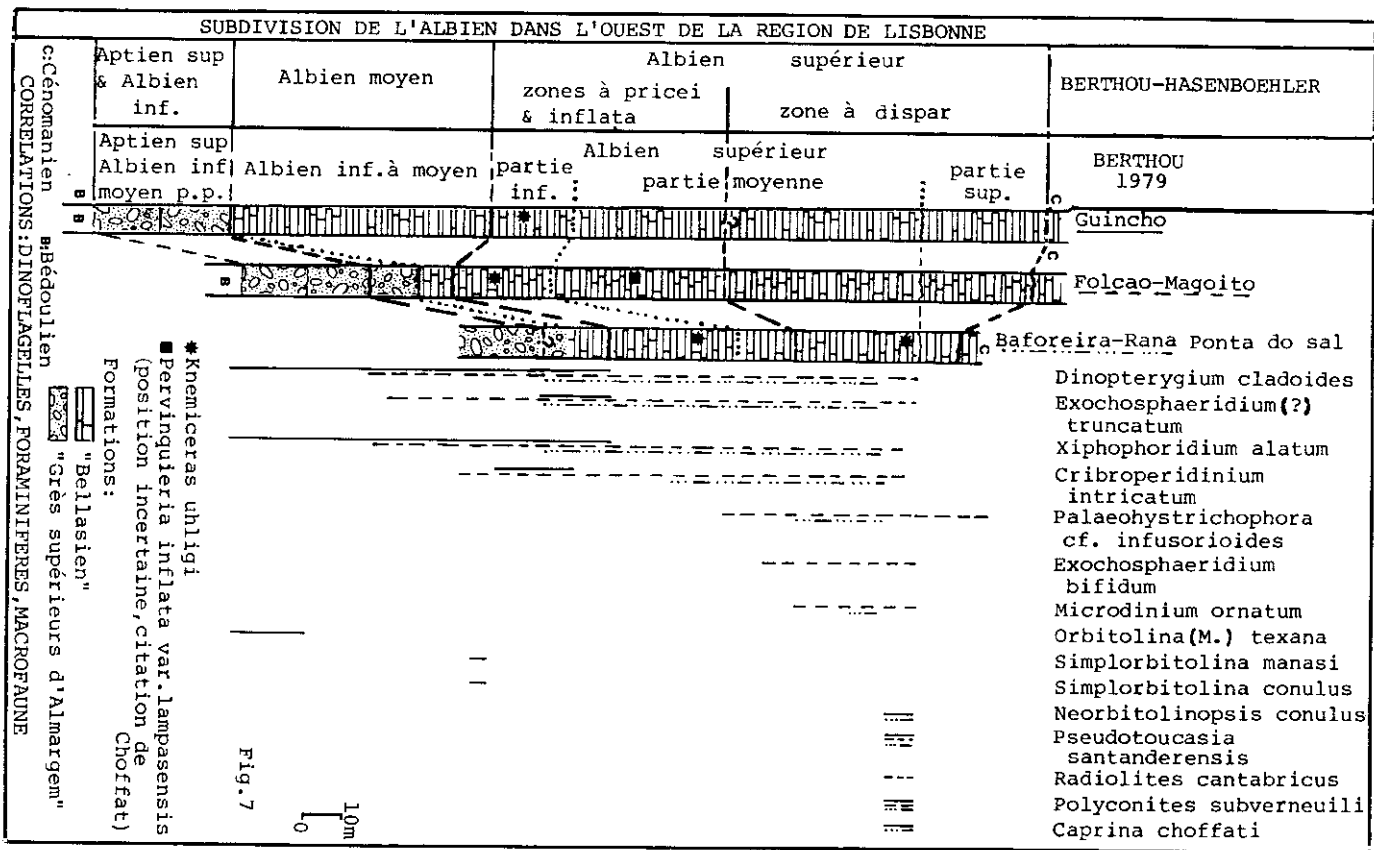 SUBDIVISION DE L'ALBIEN DANS L'OUEST DE LA REGION DE LISBONNE
Aptien sup
& Albien
inf.
Albien moyen
Albien supérieur
zones à pricei
& inflata
zone à dispar
BERTHOU-HASENBOEHLER
Aptien sup
Albien inf
moyen p.p.
Albien inf.à moyen
Albien supérieur
partie
inf.
partie moyenne
partie
sup.
BERTHOU
1979
B
B
C
Guincho
B
C
Folcao-Magoito
C
Baforeira-Rana Ponta do sal
Dinopterygium cladoides
Exochosphaeridium(?)
truncatum
Xiphophoridium alatum
Cribroperidinium
intricatum
Palaeohystrichophora
cf. infusorioides
Exochosphaeridium
bifidum
Microdinium ornatum
Orbitolina(M.) texana
Simplorbitolina manasi
Simplorbitolina conulus
Neorbitolinopsis conulus
Pseudotoucasia
santanderensis
Radiolites cantabricus
Polyconites subverneuili
Caprina choffati
Knemiceras uhligi
Pervinquieria inflata var.lampasensis
(position incertaine,citation de
Choffat)
Formations:
"Bellasien"
"Grès supérieurs d'Almargem"
C:Cénomanien B:Bédoulien
CORRELATIONS:DINOFLAGELLES,FORAMINIFERES,MACROFAUNE
Fig.7
10m
0